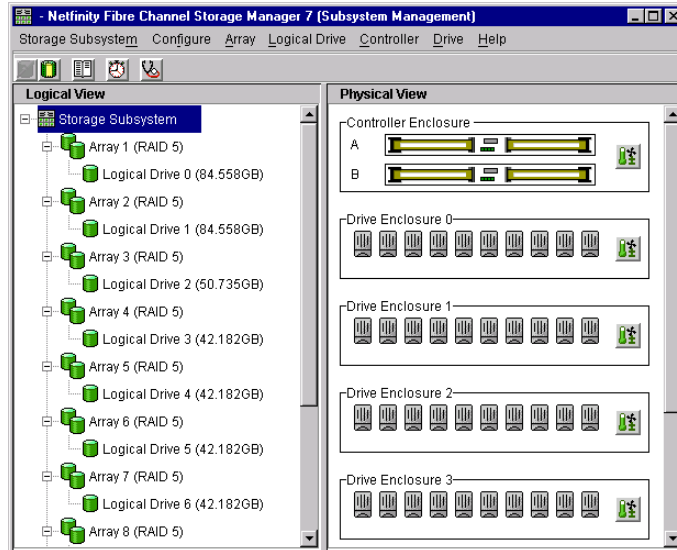 - Netfinity Fibre Channel Storage Manager 7 (Subsystem Management)
Storage Subsystem Configure Array Logical Drive Controller Drive Help
Logical View
Storage Subsystem
Array 1 (RAID 5)
Logical Drive 0 (84.558GB)
Array 2 (RAID 5)
Logical Drive 1 (84.558GB)
Array 3 (RAID 5)
Logical Drive 2 (50.735GB)
Array 4 (RAID 5)
Logical Drive 3 (42.182GB)
Array 5 (RAID 5)
Logical Drive 4 (42.182GB)
Array 6 (RAID 5)
Logical Drive 5 (42.182GB)
Array 7 (RAID 5)
Logical Drive 6 (42.182GB)
Array 8 (RAID 5)
Physical View
Controller Enclosure
A
B
Drive Enclosure 0
Drive Enclosure 1
Drive Enclosure 2
Drive Enclosure 3